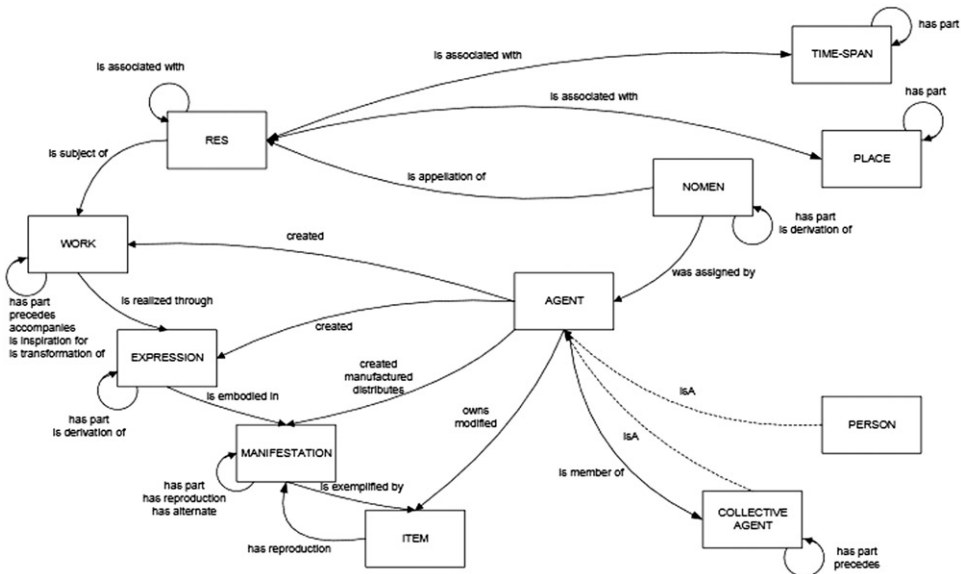 has part
TIME-SPAN
is associated with
is associated with
has part
is associated with
RES
PLACE
is subject of
is appellation of
NOMEN
has part
is derivation of
WORK
created
was assigned by
has part
precedes
accompanies
is inspiration for
is transformation of
is realized through
AGENT
created
EXPRESSION
created
manufactured
distributes
is embodied in
has part
is derivation of
owns
modified
isA
PERSON
isA
MANIFESTATION
is member of
has part
has reproduction
has alternate
is exemplified by
COLLECTIVE
AGENT
ITEM
has reproduction
has part
precedes